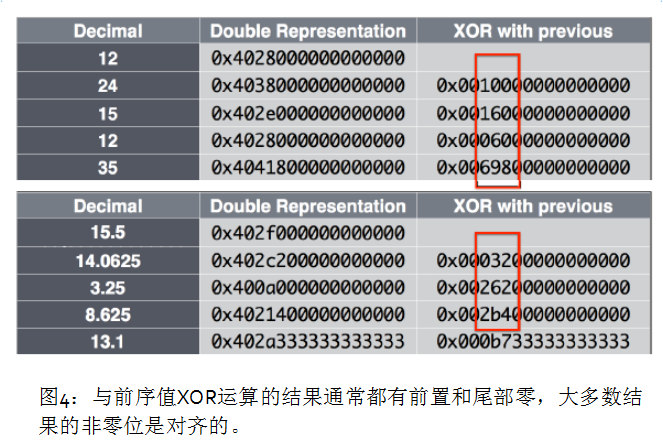 Decimal Double Representation XOR with previous
12 0x4028000000000000
24 0x4038000000000000 0x0010000000000000
15 0x402e000000000000 0x0016000000000000
12 0x4028000000000000 0x0006000000000000
35 0x4041800000000000 0x0069800000000000
Decimal Double Representation XOR with previous
15.5 0x402f000000000000
14.0625 0x402c200000000000 0x0003200000000000
3.25 0x400a000000000000 0x0026200000000000
8.625 0x4021400000000000 0x002b400000000000
13.1 0x402a333333333333 0x000b733333333333
图4：与前序值XOR运算的结果通常都有前置和尾部零，大多数结
果的非零位是对齐的。